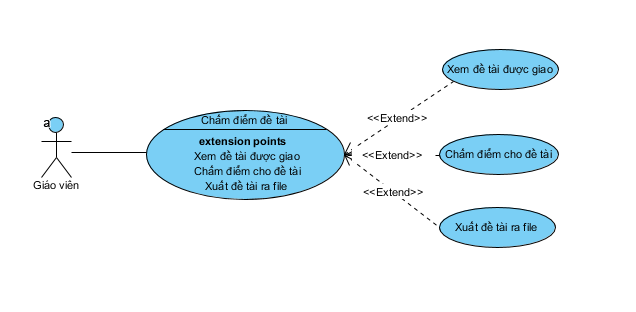 a
Giáo viên
Chấm điểm đề tài
extension points
Xem đề tài được giao
Chấm điểm cho đề tài
Xuất đề tài ra file
<<Extend>>
Xem đề tài được giao
<<Extend>>
Chấm điểm cho đề tài
<<Extend>>
Xuất đề tài ra file